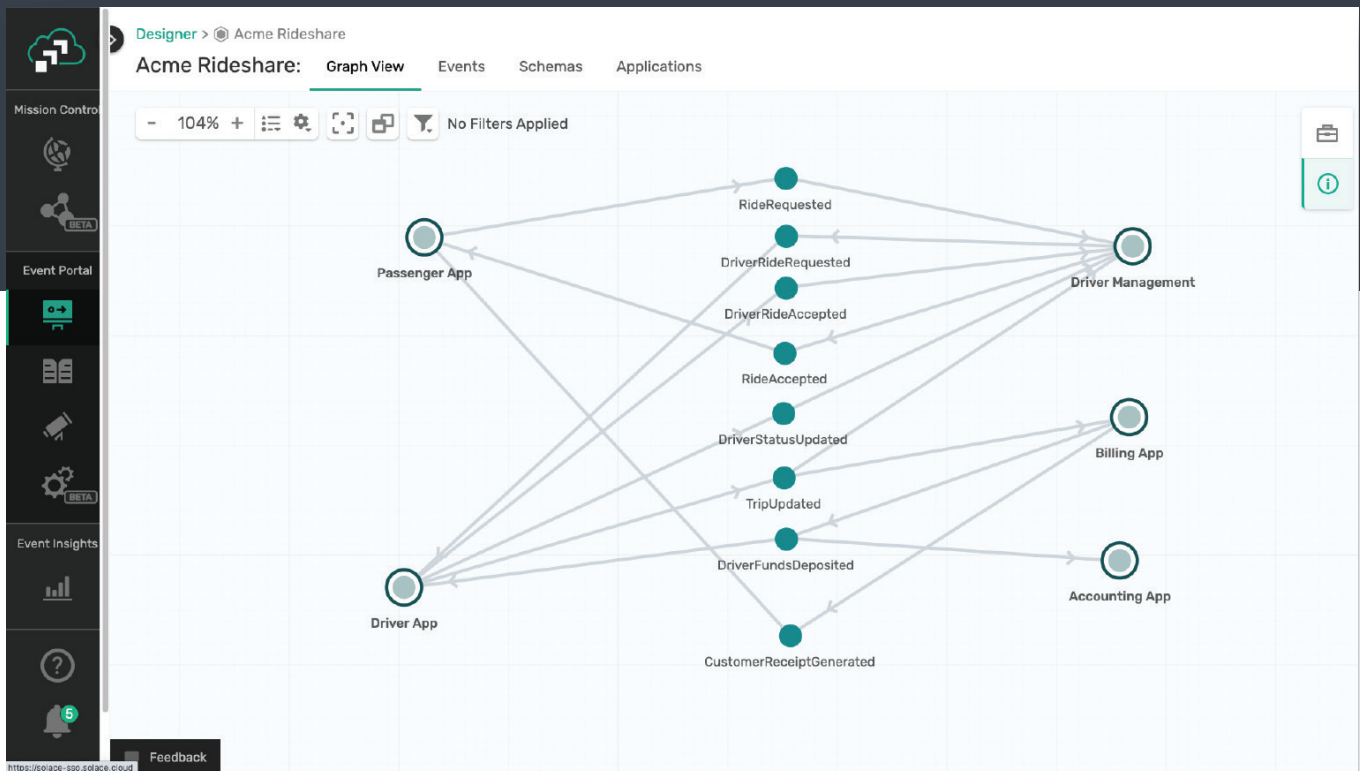 Designer > Acme Rideshare
Acme Rideshare: Graph View Events Schemas Applications
Mission Control
- 104% + No Filters Applied
BETA
Event Portal
BETA
Event Insights
?
5
RideRequested
DriverRideRequested
DriverRideAccepted
RideAccepted
DriverStatusUpdated
TripUpdated
DriverFundsDeposited
CustomerReceiptGenerated
Passenger App
Driver App
Driver Management
Billing App
Accounting App
Feedback
https://solace-sso.solace.cloud